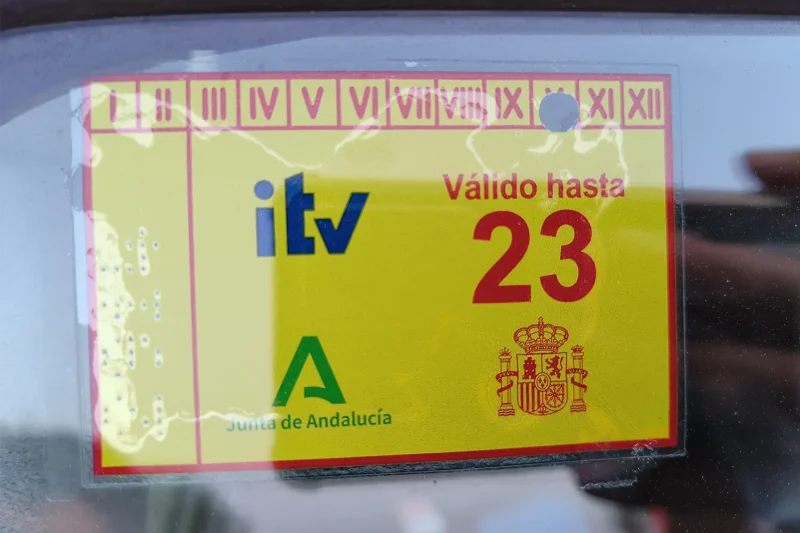 I II III IV V VI VII VIII IX XI XII
itv
Válido hasta
23
Junta de Andalucía